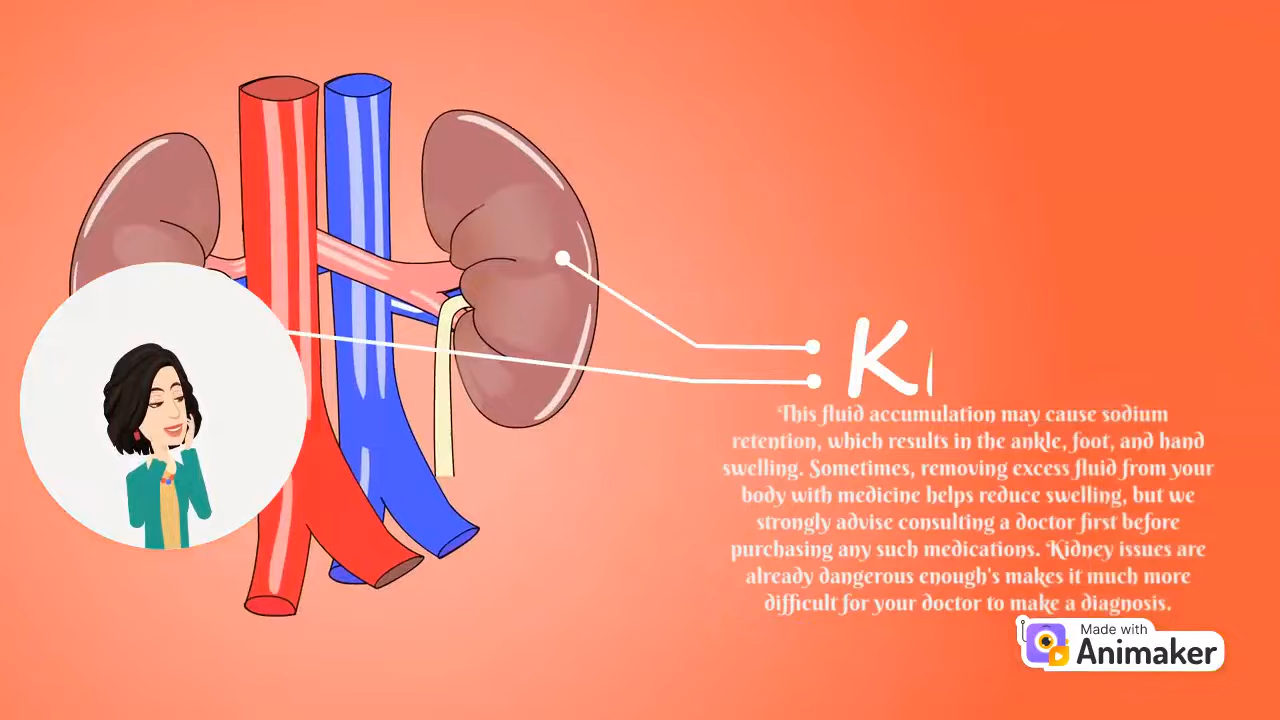 Ki
This fluid accumulation may cause sodium
retention, which results in the ankle, foot, and hand
swelling. Sometimes, removing excess fluid from your
body with medicine helps reduce swelling, but we
strongly advise consulting a doctor first before
purchasing any such medications. Kidney issues are
already dangerous enough's makes it much more
difficult for your doctor to make a diagnosis.
Made with
Animaker